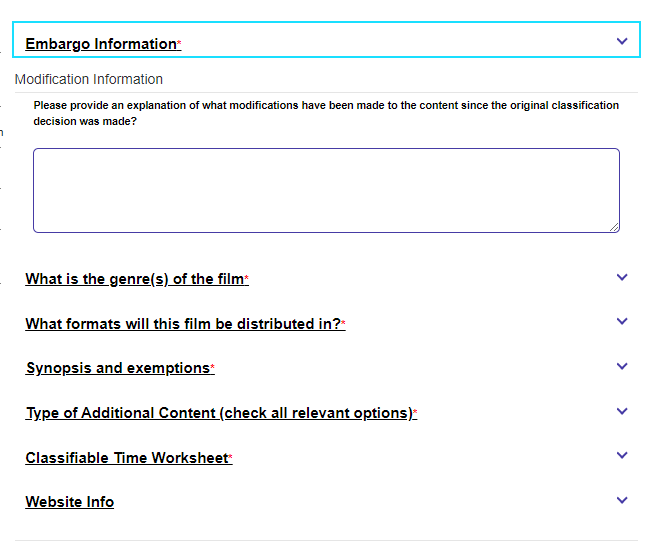 Embargo Information*
Modification Information
Please provide an explanation of what modifications have been made to the content since the original classification
decision was made?
What is the genre(s) of the film*
What formats will this film be distributed in?*
Synopsis and exemptions*
Type of Additional Content (check all relevant options)*
Classifiable Time Worksheet*
Website Info